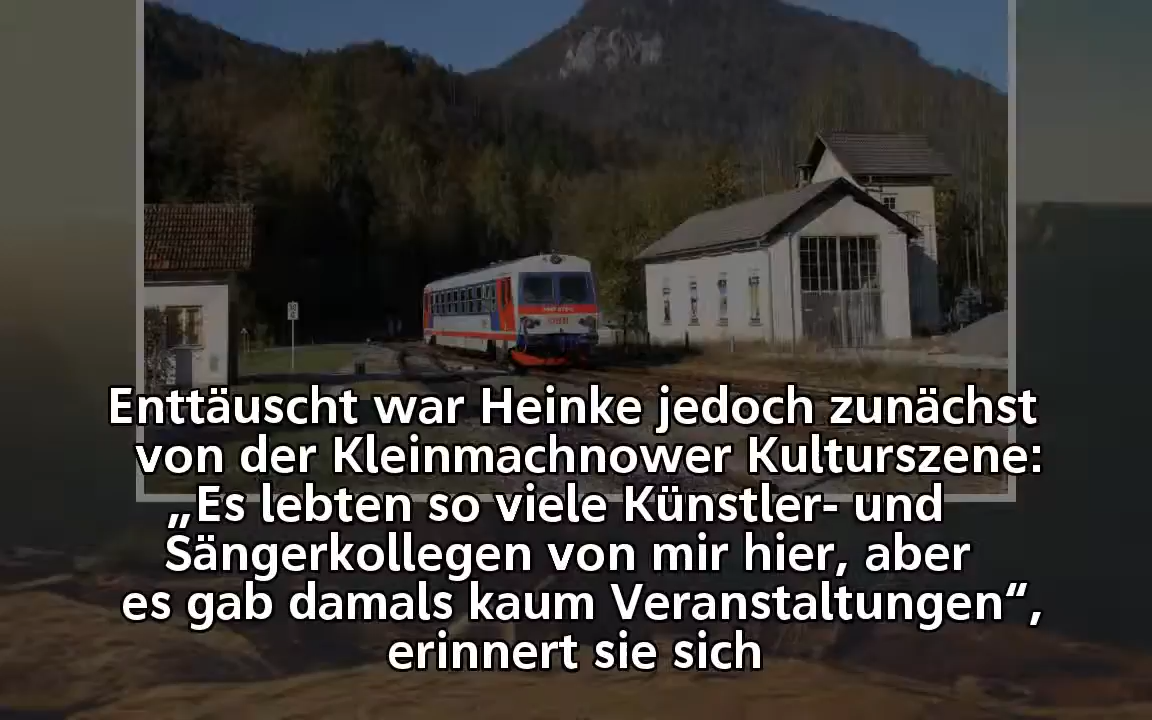 Enttäuscht war Heinke jedoch zunächst
von der Kleinmachnower Kulturszene:
„Es lebten so viele Künstler- und
Sängerkollegen von mir hier, aber
es gab damals kaum Veranstaltungen“,
erinnert sie sich